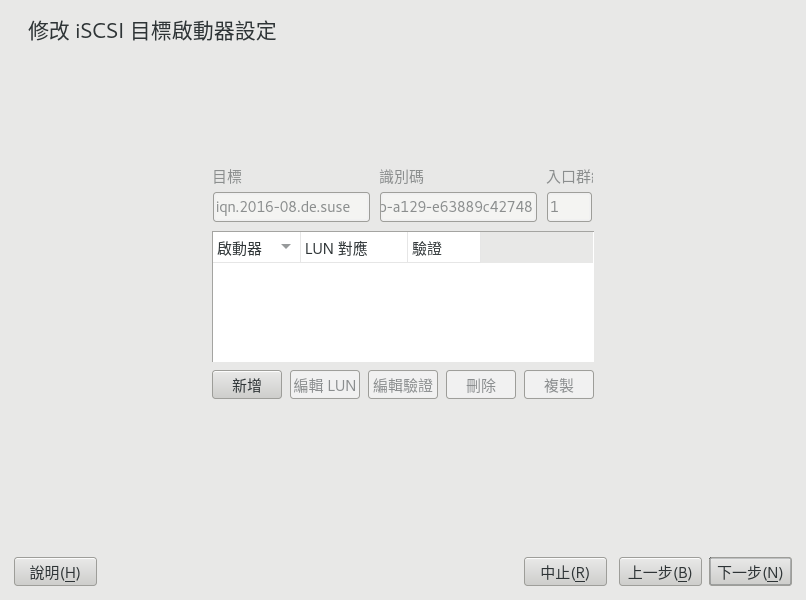 修改 iSCSI 目標啟動器設定
目標 識別碼 入口群
iqn.2016-08.de.suse -a129-e63889c42748 1
啟動器 LUN 對應 驗證
新增 編輯 LUN 編輯驗證 刪除 複製
說明(H) 中止(R) 上一步(B) 下一步(N)